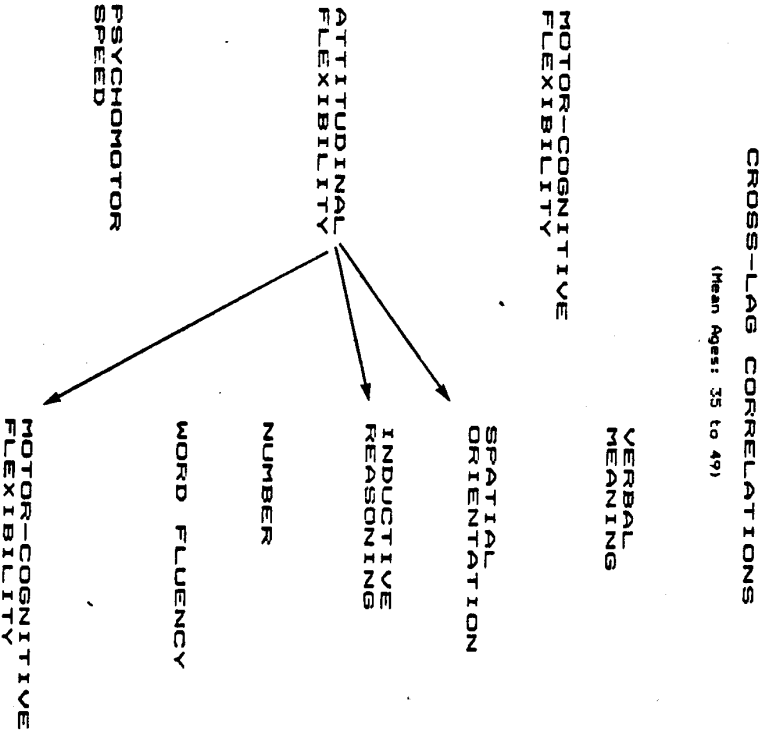 CROSS-LAG CORRELATIONS
(Mean Ages: 35 to 49)
MOTOR-COGNITIVE
FLEXIBILITY
ATTITUDINAL
FLEXIBILITY
PSYCHOMOTOR
SPEED
VERBAL
MEANING
SPATIAL
ORIENTATION
INDUCTIVE
REASONING
NUMBER
WORD FLUENCY
MOTOR-COGNITIVE
FLEXIBILITY